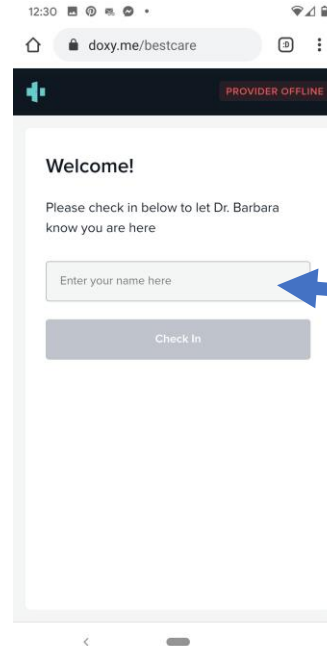 12:30
doxy.me/bestcare
:D
PROVIDER OFFLINE
Welcome!
Please check in below to let Dr. Barbara
know you are here
Enter your name here
Check In